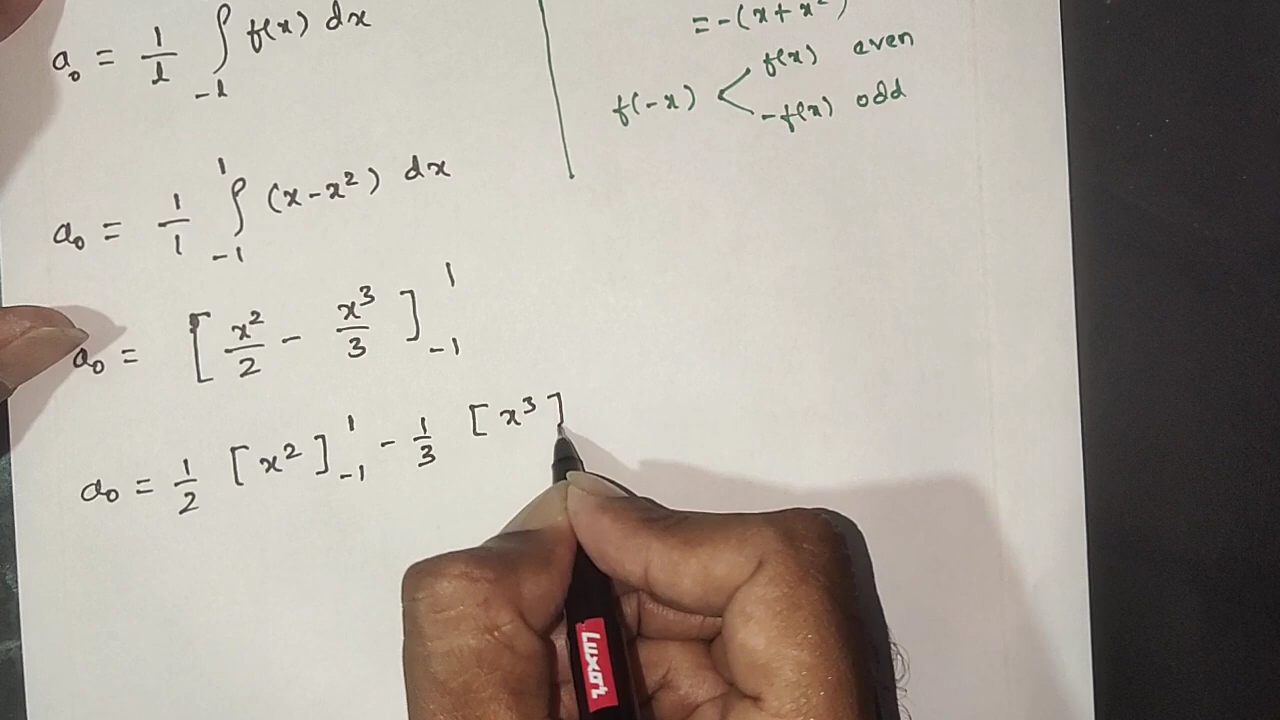 a₀ = 1/l ∫_{-l} f(x) dx
= -(x + x²)
f(-x) < f(x) even
-f(x) odd
a₀ = 1/1 ∫_{-1}^{1} (x - x²) dx
a₀ = [x²/2 - x³/3]_{-1}^{1}
a₀ = 1/2 [x²]_{-1}^{1} - 1/3 [x³]
Luxor